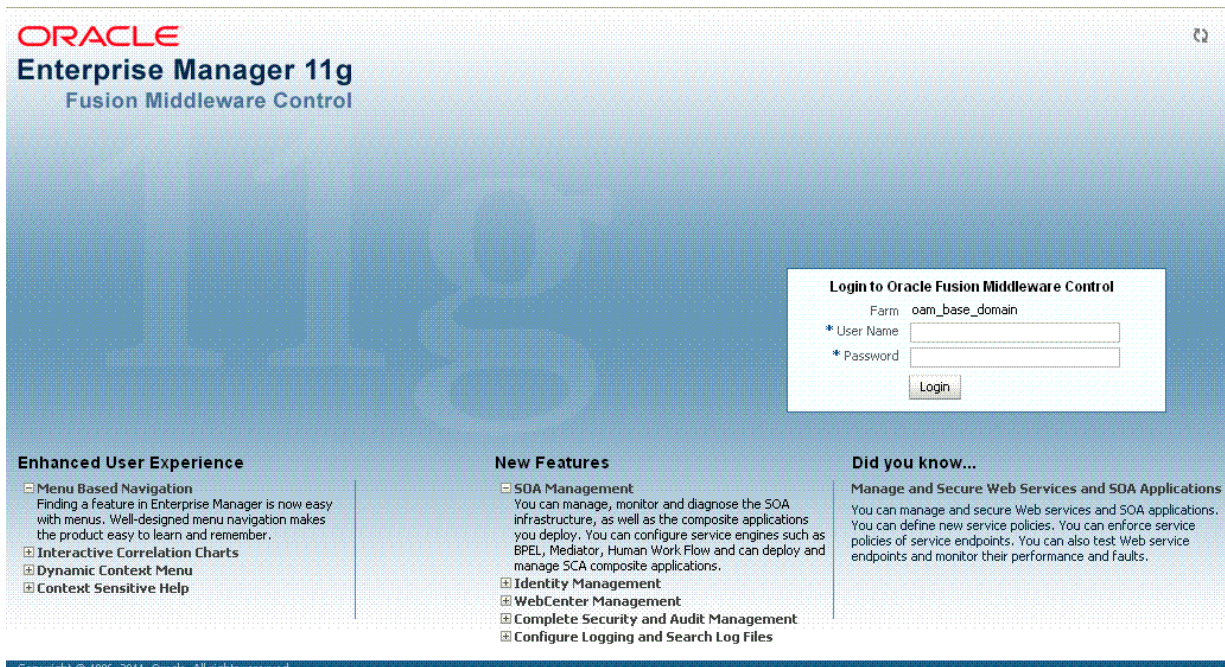 ORACLE
Enterprise Manager 11g
Fusion Middleware Control
11g
Login to Oracle Fusion Middleware Control
Farm oam_base_domain
* User Name
* Password
Login
Enhanced User Experience
Menu Based Navigation
Finding a feature in Enterprise Manager is now easy
with menus. Well-designed menu navigation makes
the product easy to learn and remember.
Interactive Correlation Charts
Dynamic Context Menu
Context Sensitive Help
New Features
SOA Management
You can manage, monitor and diagnose the SOA
infrastructure, as well as the composite applications
you deploy. You can configure service engines such as
BPEL, Mediator, Human Work Flow and can deploy and
manage SCA composite applications.
Identity Management
WebCenter Management
Complete Security and Audit Management
Configure Logging and Search Log Files
Did you know...
Manage and Secure Web Services and SOA Applications
You can manage and secure Web services and SOA applications.
You can define new service policies. You can enforce service
policies of service endpoints. You can also test Web service
endpoints and monitor their performance and faults.
Copyright © 1996, 2011, Oracle. All rights reserved.